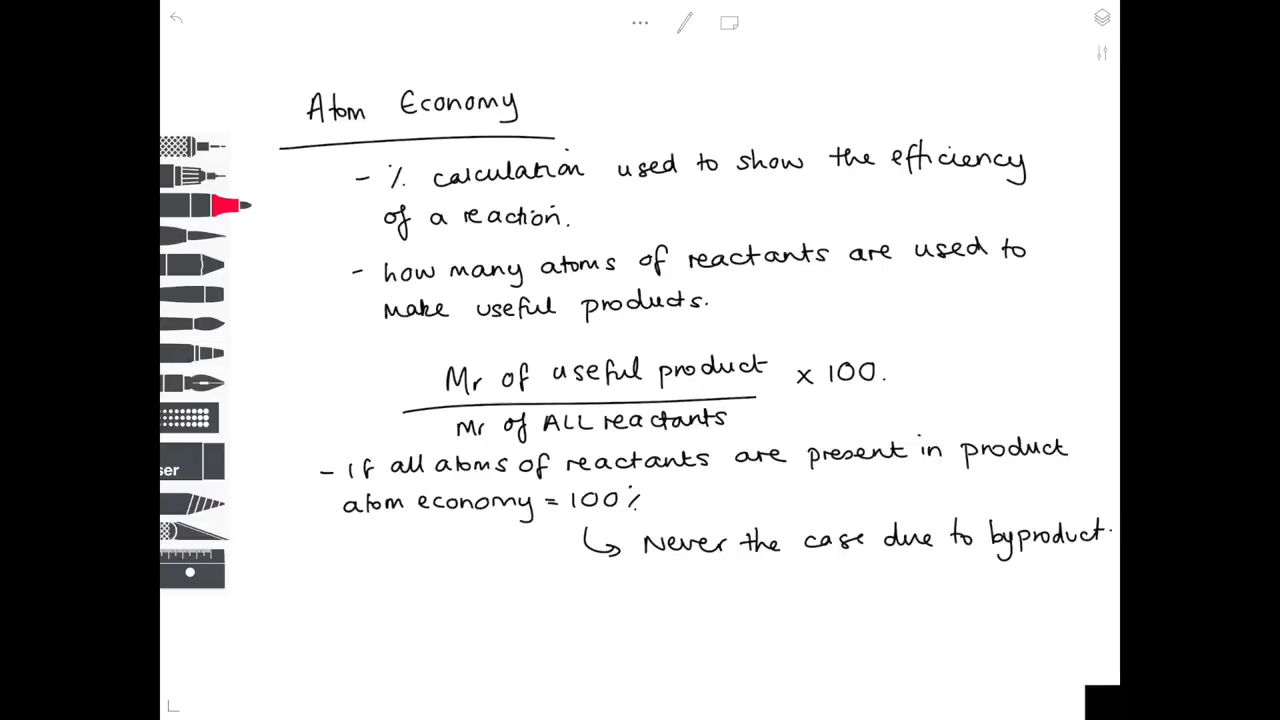 Atom Economy
- % calculation used to show the efficiency
of a reaction.
- how many atoms of reactants are used to
make useful products.
Mr of useful product x 100.
Mr of ALL reactants
- If all atoms of reactants are present in product
atom economy = 100%
↳ Never the case due to byproduct.
ser